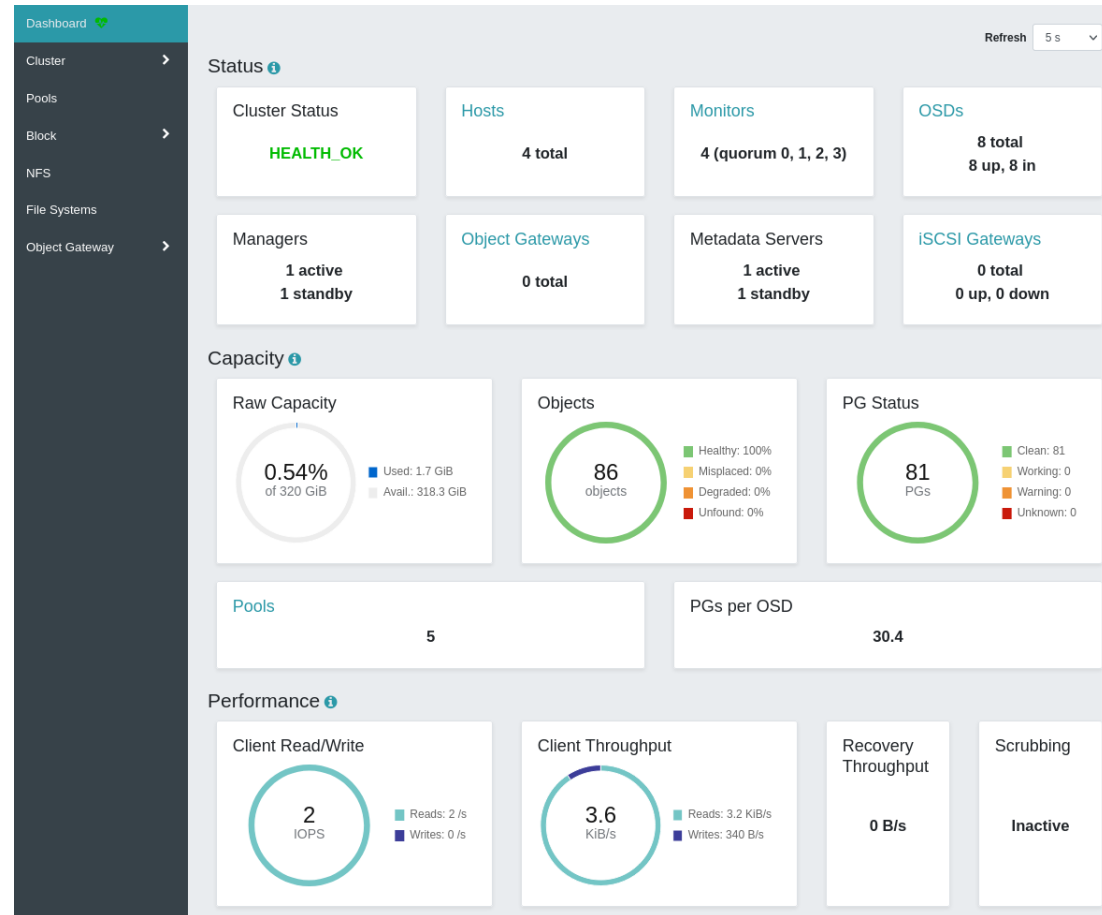 Dashboard
Cluster
Pools
Block
NFS
File Systems
Object Gateway
Refresh 5 s
Status
Cluster Status
HEALTH_OK
Hosts
4 total
Monitors
4 (quorum 0, 1, 2, 3)
OSDs
8 total
8 up, 8 in
Managers
1 active
1 standby
Object Gateways
0 total
Metadata Servers
1 active
1 standby
iSCSI Gateways
0 total
0 up, 0 down
Capacity
Raw Capacity
0.54%
of 320 GiB
Used: 1.7 GiB
Avail.: 318.3 GiB
Objects
86
objects
Healthy: 100%
Misplaced: 0%
Degraded: 0%
Unfound: 0%
PG Status
81
PGs
Clean: 81
Working: 0
Warning: 0
Unknown: 0
Pools
5
PGs per OSD
30.4
Performance
Client Read/Write
2
IOPS
Reads: 2 /s
Writes: 0 /s
Client Throughput
3.6
KiB/s
Reads: 3.2 KiB/s
Writes: 340 B/s
Recovery
Throughput
0 B/s
Scrubbing
Inactive